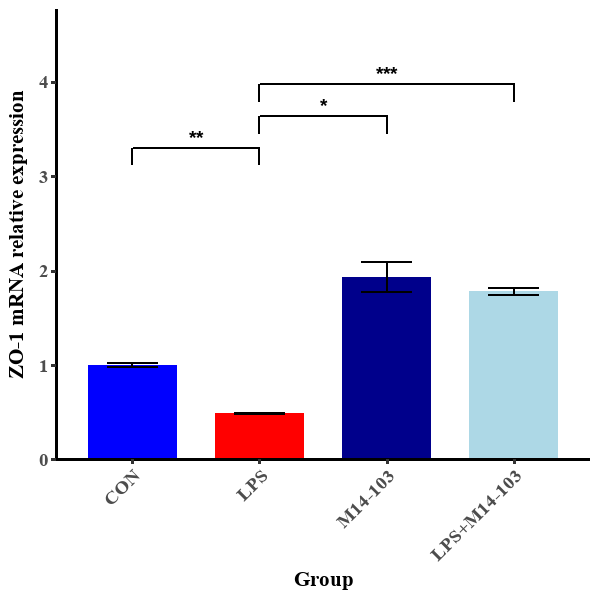 ZO-1 mRNA relative expression
4
3
2
1
0
***
*
**
CON
LPS
M14-103
LPS+M14-103
Group